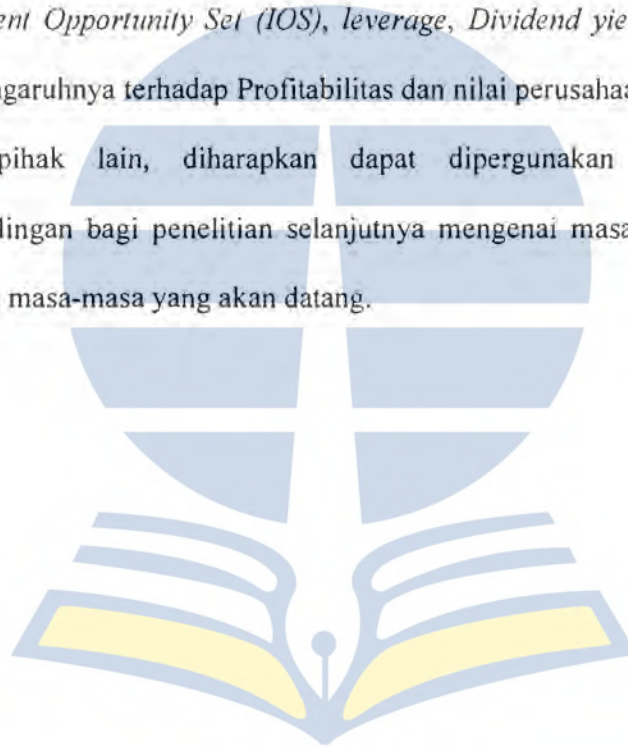 ent Opportunity Set (IOS), leverage, Dividend yie
ngaruhnya terhadap Profitabilitas dan nilai perusahaa
pihak lain, diharapkan dapat dipergunakan
dingan bagi penelitian selanjutnya mengenai masa
masa-masa yang akan datang.